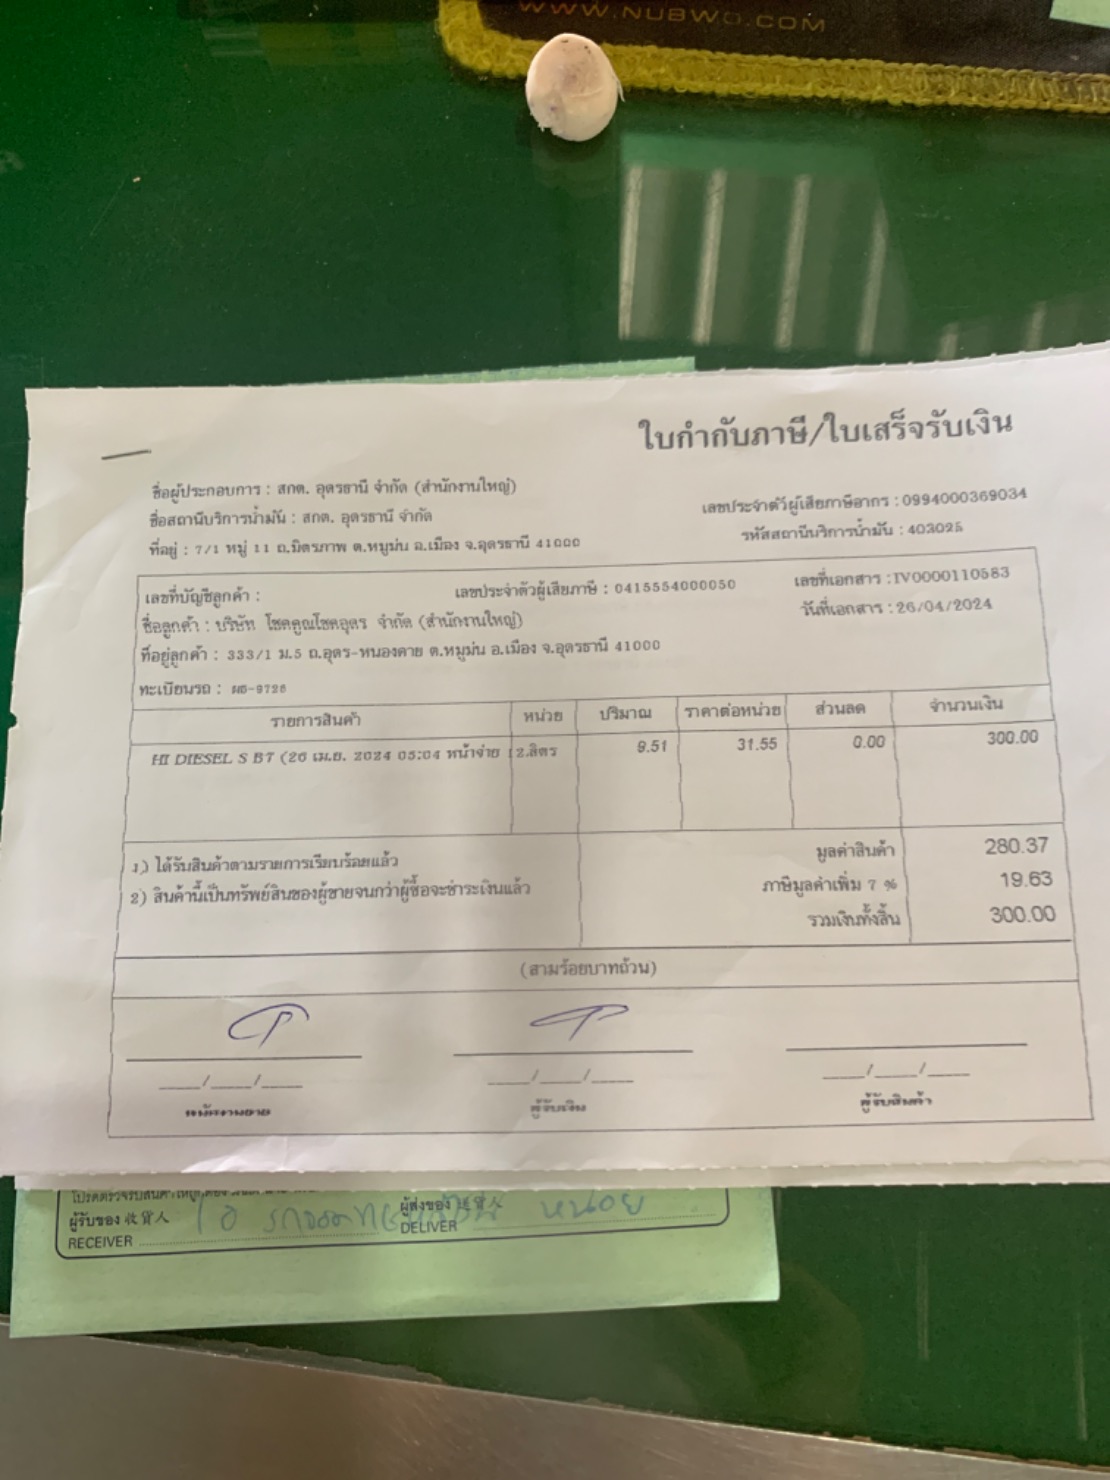 WWW.NUBWO.COM
ใบกำกับภาษี/ใบเสร็จรับเงิน
ชื่อผู้ประกอบการ : สกต. อุดรธานี จำกัด (สำนักงานใหญ่)
เลขประจำตัวผู้เสียภาษีอากร : 0994000369034
ชื่อสถานีบริการน้ำมัน : สกต. อุดรธานี จำกัด
รหัสสถานีบริการน้ำมัน : 403025
ที่อยู่ : 7/1 หมู่ 11 ถ.มิตรภาพ ต.หมูม่น อ.เมือง จ.อุดรธานี 41000
เลขที่บัญชีลูกค้า : เลขประจำตัวผู้เสียภาษี : 0415554000050 เลขที่เอกสาร : IV0000110583
ชื่อลูกค้า : บริษัท โชคคูณโชคอุดร จำกัด (สำนักงานใหญ่) วันที่เอกสาร : 26/04/2024
ที่อยู่ลูกค้า : 333/1 ม.5 ถ.อุดร-หนองคาย ต.หมูม่น อ.เมือง จ.อุดรธานี 41000
ทะเบียนรถ : ผธ-9726
รายการสินค้า หน่วย ปริมาณ ราคาต่อหน่วย ส่วนลด จำนวนเงิน
HI DIESEL S B7 (26 เม.ย. 2024 05:04 หน้าจ่าย 12.ลิตร 9.51 31.55 0.00 300.00
1) ได้รับสินค้าตามรายการเรียบร้อยแล้ว มูลค่าสินค้า 280.37
2) สินค้านี้เป็นทรัพย์สินของผู้ขายจนกว่าผู้ซื้อจะชำระเงินแล้ว ภาษีมูลค่าเพิ่ม 7 % 19.63
รวมเงินทั้งสิ้น 300.00
(สามร้อยบาทถ้วน)
____/____/____ ____/____/____ ____/____/____
พนักงานขาย ผู้รับเงิน ผู้รับสินค้า
ผู้รับของ 收貨人 ผู้ส่งของ หน่อย
RECEIVER DELIVER